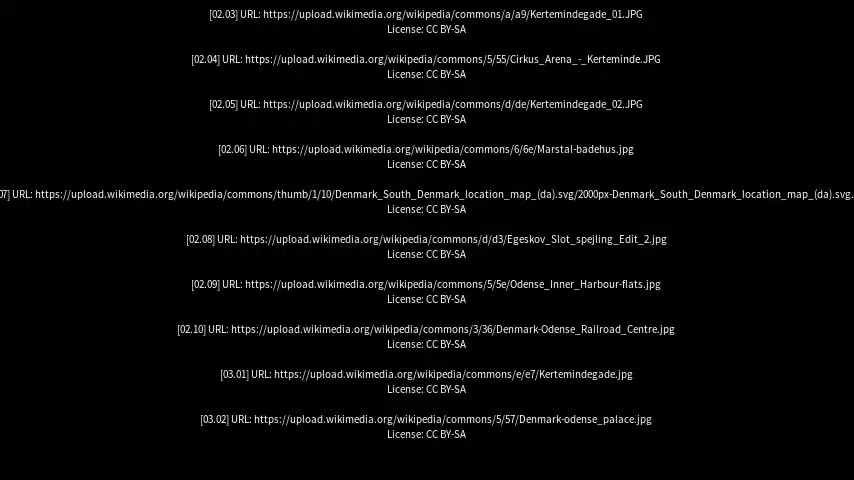 [02.03] URL: https://upload.wikimedia.org/wikipedia/commons/a/a9/Kertemindegade_01.JPG
License: CC BY-SA
[02.04] URL: https://upload.wikimedia.org/wikipedia/commons/5/55/Cirkus_Arena_-_Kerteminde.JPG
License: CC BY-SA
[02.05] URL: https://upload.wikimedia.org/wikipedia/commons/d/de/Kertemindegade_02.JPG
License: CC BY-SA
[02.06] URL: https://upload.wikimedia.org/wikipedia/commons/6/6e/Marstal-badehus.jpg
License: CC BY-SA
07] URL: https://upload.wikimedia.org/wikipedia/commons/thumb/1/10/Denmark_South_Denmark_location_map_(da).svg/2000px-Denmark_South_Denmark_location_map_(da).svg.
License: CC BY-SA
[02.08] URL: https://upload.wikimedia.org/wikipedia/commons/d/d3/Egeskov_Slot_spejling_Edit_2.jpg
License: CC BY-SA
[02.09] URL: https://upload.wikimedia.org/wikipedia/commons/5/5e/Odense_Inner_Harbour-flats.jpg
License: CC BY-SA
[02.10] URL: https://upload.wikimedia.org/wikipedia/commons/3/36/Denmark-Odense_Railroad_Centre.jpg
License: CC BY-SA
[03.01] URL: https://upload.wikimedia.org/wikipedia/commons/e/e7/Kertemindegade.jpg
License: CC BY-SA
[03.02] URL: https://upload.wikimedia.org/wikipedia/commons/5/57/Denmark-odense_palace.jpg
License: CC BY-SA